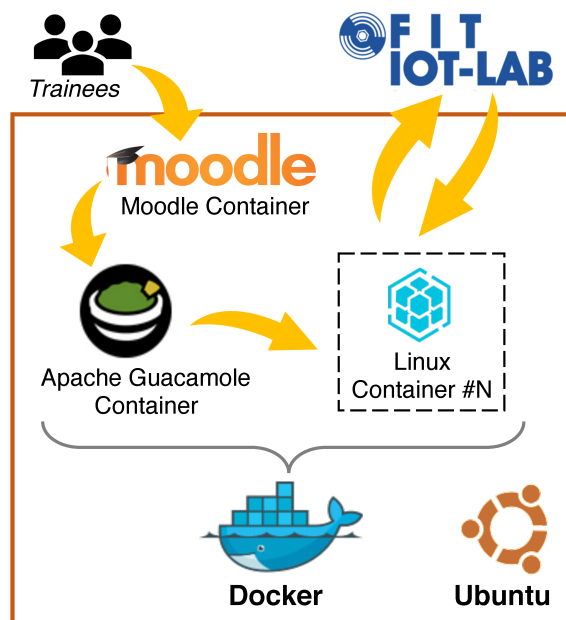 Trainees
FIT
IOT-LAB
moodle
Moodle Container
Apache Guacamole
Container
Linux
Container #N
Docker
Ubuntu